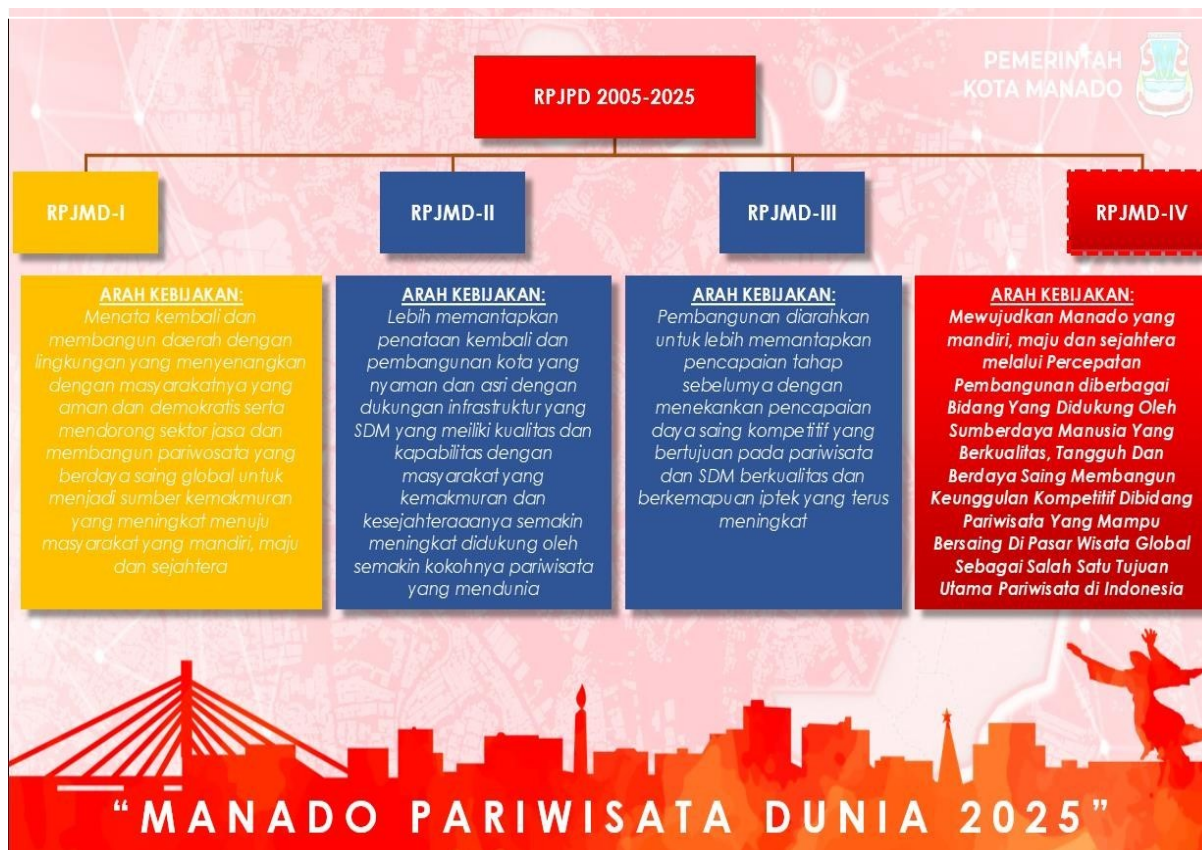 PEMERINTAH
KOTA MANADO
RPJPD 2005-2025
RPJMD-I
RPJMD-II
RPJMD-III
RPJMD-IV
ARAH KEBIJAKAN:
Menata kembali dan
membangun daerah dengan
lingkungan yang menyenangkan
dengan masyarakatnya yang
aman dan demokratis serta
mendorong sektor jasa dan
membangun pariwosata yang
berdaya saing global untuk
menjadi sumber kemakmuran
yang meningkat menuju
masyarakat yang mandiri, maju
dan sejahtera
ARAH KEBIJAKAN:
Lebih memantapkan
penataan kembali dan
pembangunan kota yang
nyaman dan asri dengan
dukungan infrastruktur yang
SDM yang meiliki kualitas dan
kapabilitas dengan
masyarakat yang
kemakmuran dan
kesejahteraaanya semakin
meningkat didukung oleh
semakin kokohnya pariwisata
yang mendunia
ARAH KEBIJAKAN:
Pembangunan diarahkan
untuk lebih memantapkan
pencapaian tahap
sebelumya dengan
menekankan pencapaian
daya saing kompetitif yang
bertujuan pada pariwisata
dan SDM berkualitas dan
berkemapuan iptek yang terus
meningkat
ARAH KEBIJAKAN:
Mewujudkan Manado yang
mandiri, maju dan sejahtera
melalui Percepatan
Pembangunan diberbagai
Bidang Yang Didukung Oleh
Sumberdaya Manusia Yang
Berkualitas, Tangguh Dan
Berdaya Saing Membangun
Keunggulan Kompetitif Dibidang
Pariwisata Yang Mampu
Bersaing Di Pasar Wisata Global
Sebagai Salah Satu Tujuan
Utama Pariwisata di Indonesia
“MANADO PARIWISATA DUNIA 2025”